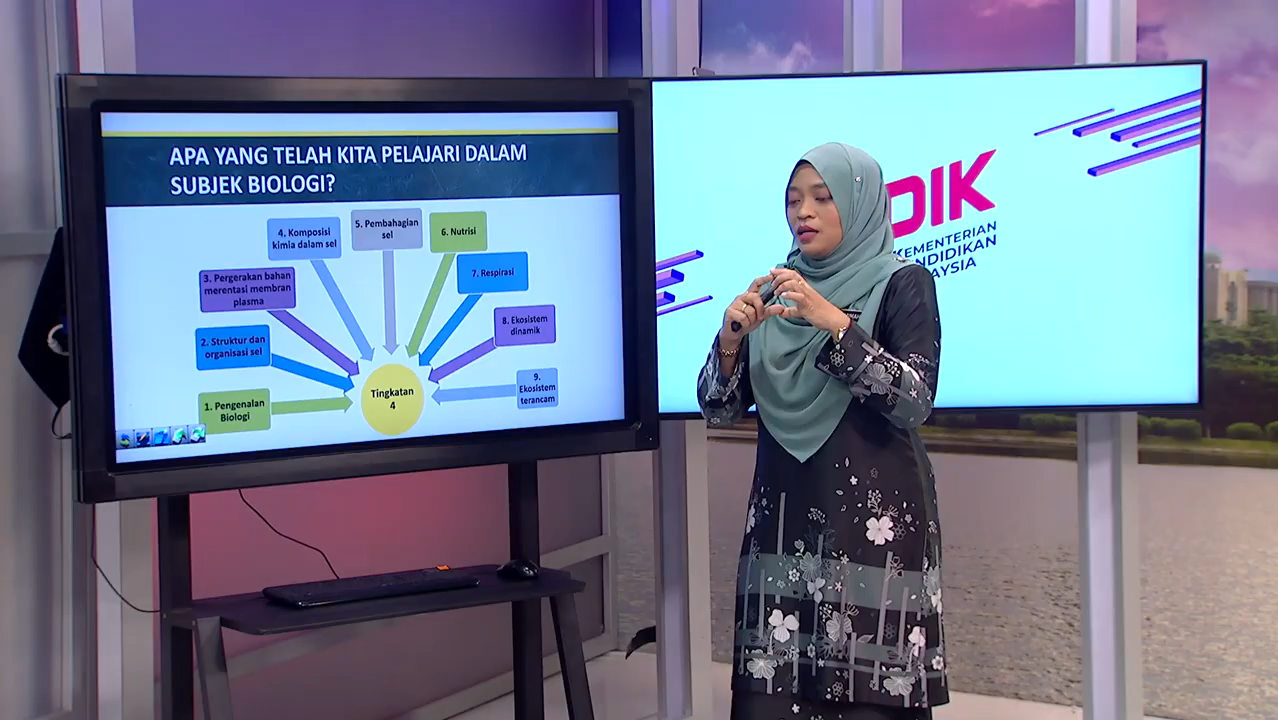 APA YANG TELAH KITA PELAJARI DALAM
SUBJEK BIOLOGI?
4. Komposisi
kimia dalam sel
5. Pembahagian
sel
6. Nutrisi
3. Pergerakan bahan
merentasi membran
plasma
7. Respirasi
2. Struktur dan
organisasi sel
8. Ekosistem
dinamik
1. Pengenalan
Biologi
Tingkatan
4
9.
Ekosistem
terancam
DIK
KEMENTERIAN
NDIDIKAN
AYSIA